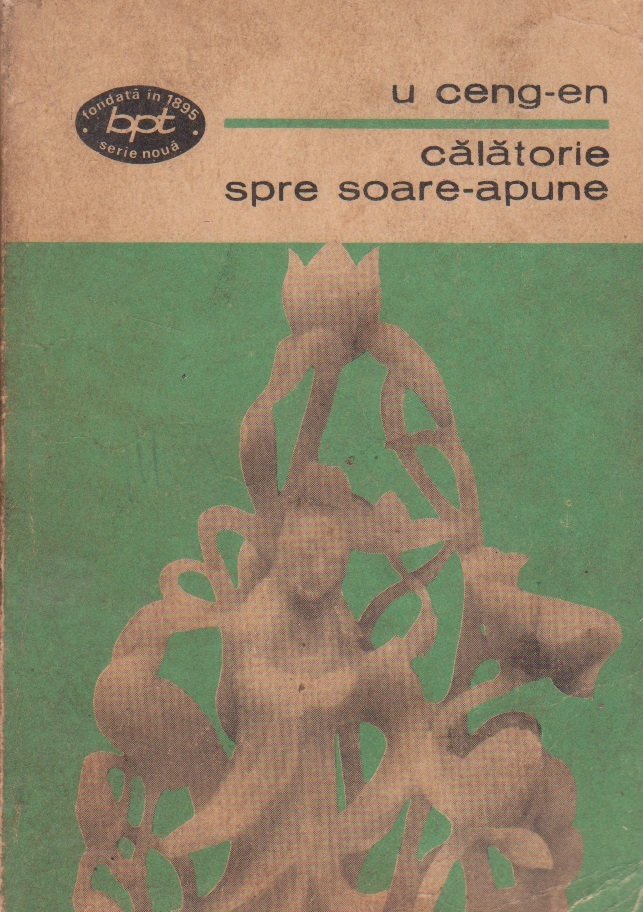 fondată în 1895
bpt
serie nouă
u ceng-en
călătorie
spre soare-apune